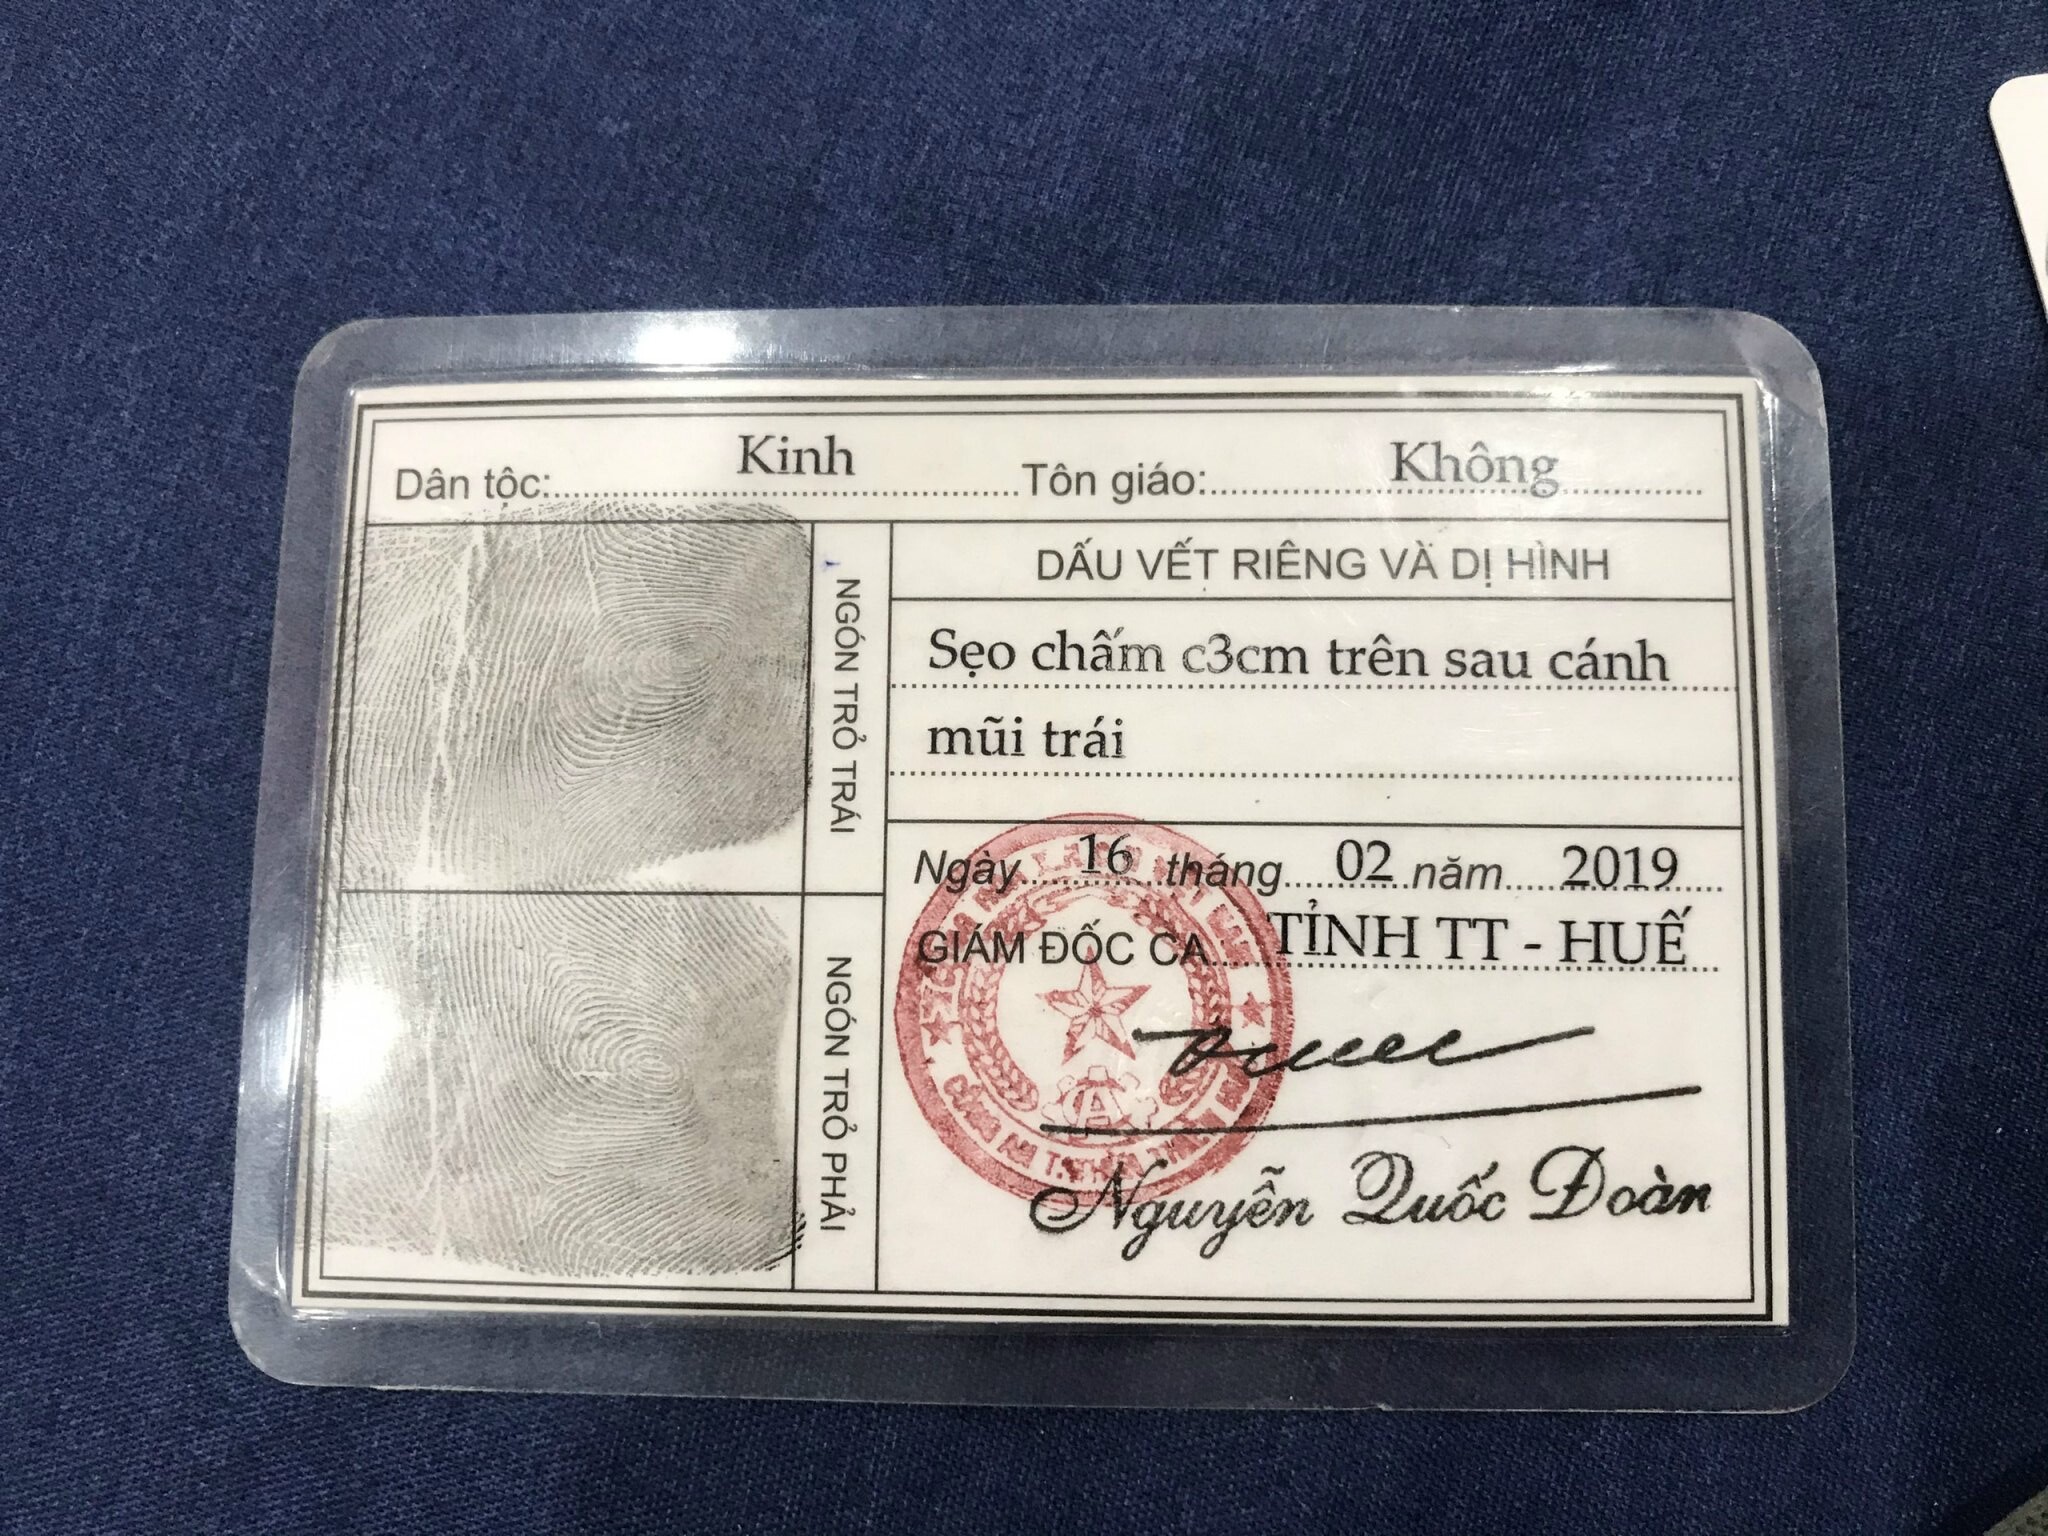 Dân tộc: Kinh Tôn giáo: Không
NGÓN TRỎ TRÁI
NGÓN TRỎ PHẢI
DẤU VẾT RIÊNG VÀ DỊ HÌNH
Sẹo chấm c3cm trên sau cánh
mũi trái
Ngày 16 tháng 02 năm 2019
GIÁM ĐỐC CA TỈNH TT - HUẾ
CÔNG AN T.
Nguyễn Quốc Đoàn